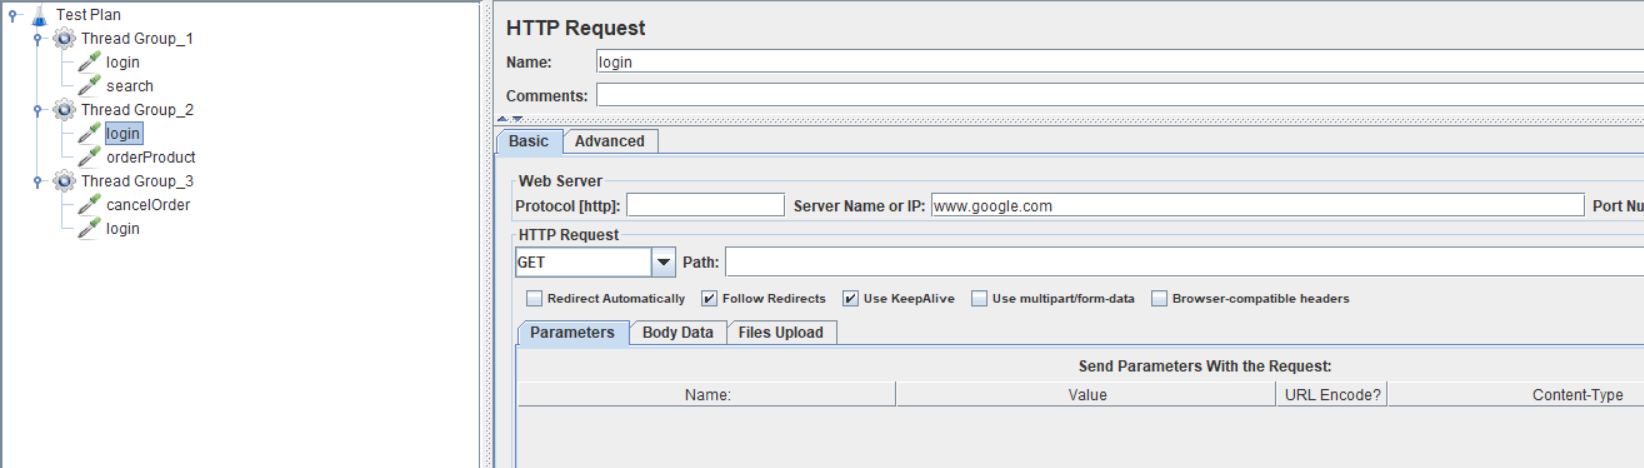 Test Plan
Thread Group_1
login
search
Thread Group_2
login
orderProduct
Thread Group_3
cancelOrder
login
HTTP Request
Name: login
Comments:
Basic Advanced
Web Server
Protocol [http]: Server Name or IP: www.google.com Port Nu
HTTP Request
GET Path:
Redirect Automatically Follow Redirects Use KeepAlive Use multipart/form-data Browser-compatible headers
Parameters Body Data Files Upload
Send Parameters With the Request:
Name: Value URL Encode? Content-Type